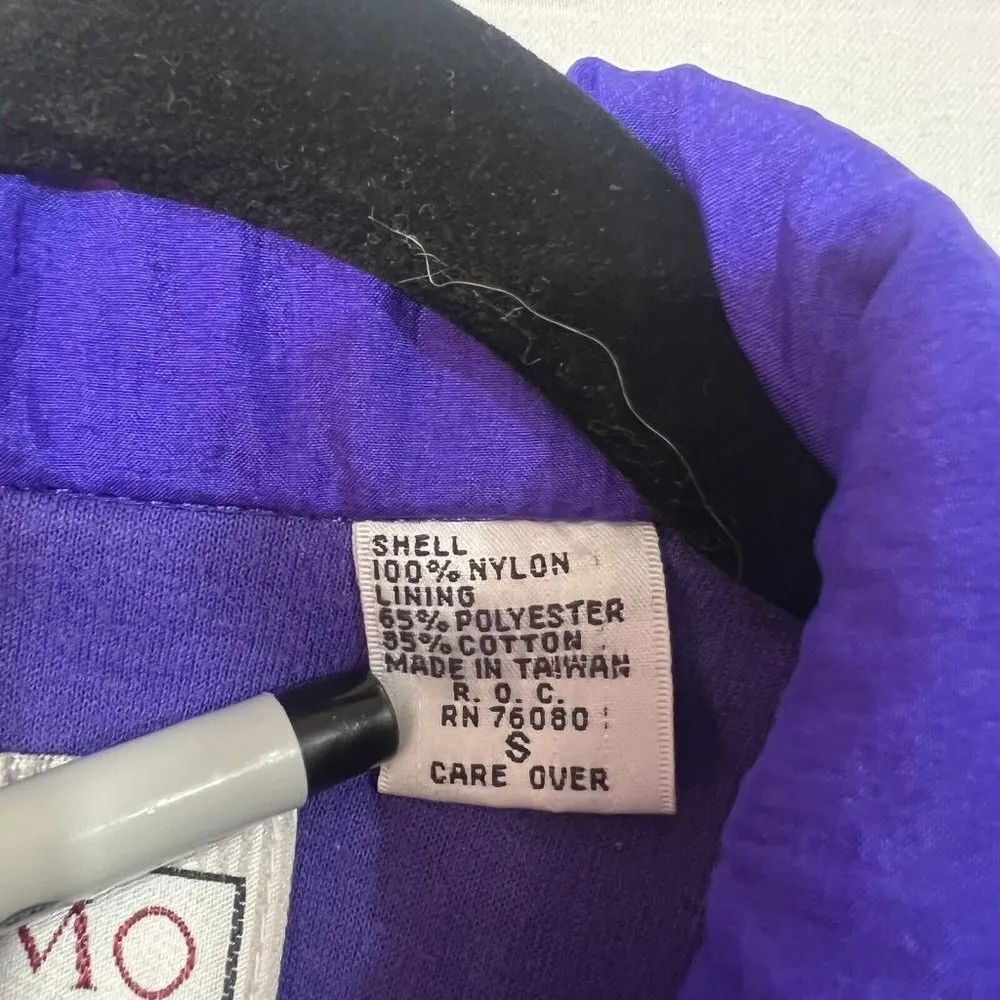 SHELL
100% NYLON
LINING
65% POLYESTER
35% COTTON
MADE IN TAIWAN
R. O. C.
RN 76080
S
CARE OVER